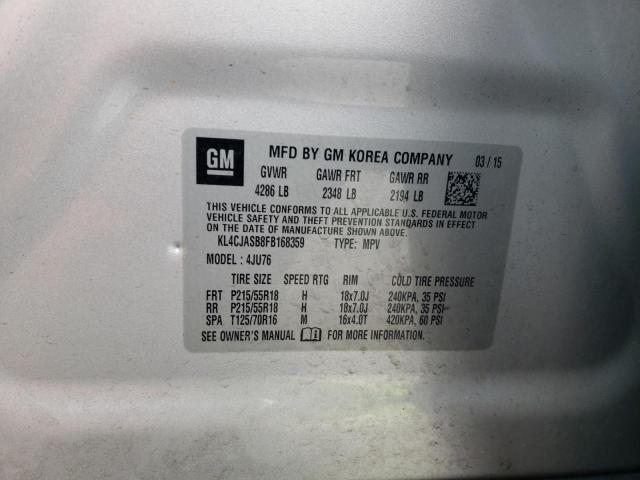 GM MFD BY GM KOREA COMPANY 03/15
GVWR GAWR FRT GAWR RR
4286 LB 2348 LB 2194 LB
THIS VEHICLE CONFORMS TO ALL APPLICABLE U.S. FEDERAL MOTOR
VEHICLE SAFETY AND THEFT PREVENTION STANDARDS IN
EFFECT ON THE DATE OF MANUFACTURE SHOWN ABOVE.
KL4CJASB8FB168359 TYPE: MPV
MODEL : 4JU76
TIRE SIZE SPEED RTG RIM COLD TIRE PRESSURE
FRT P215/55R18 H 18x7.0J 240KPA, 35 PSI
RR P215/55R18 H 18x7.0J 240KPA, 35 PSI
SPA T125/70R16 M 16x4.0T 420KPA, 60 PSI
SEE OWNER'S MANUAL FOR MORE INFORMATION.